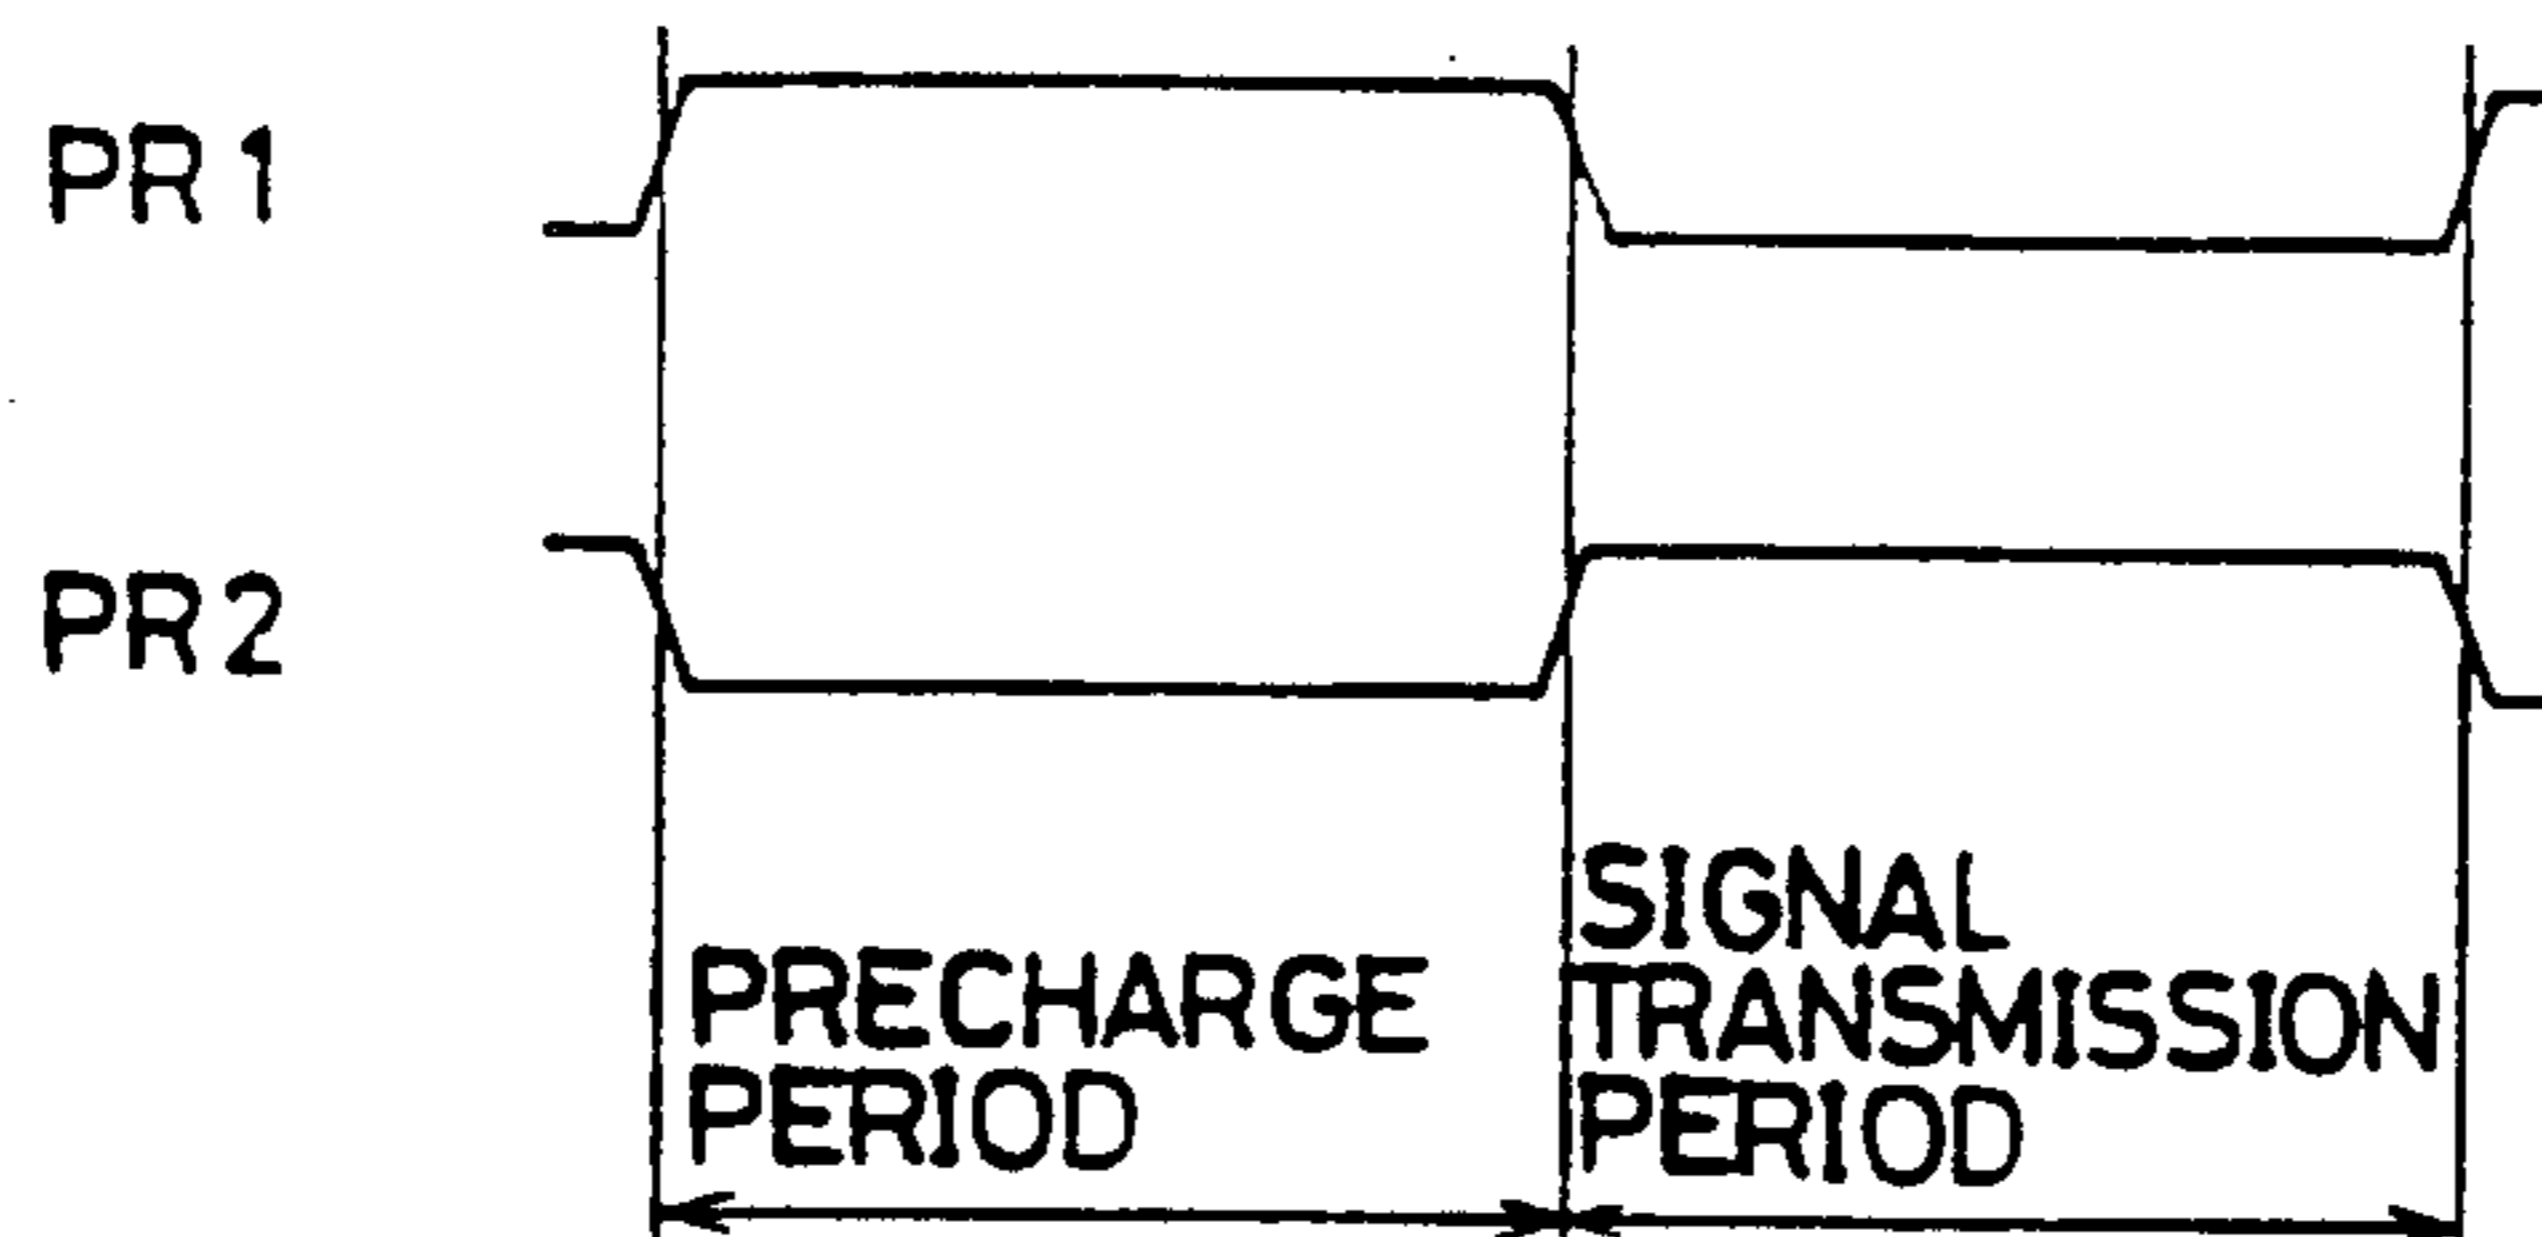 PR1
PR2
PRECHARGE
PERIOD
SIGNAL
TRANSMISSION
PERIOD